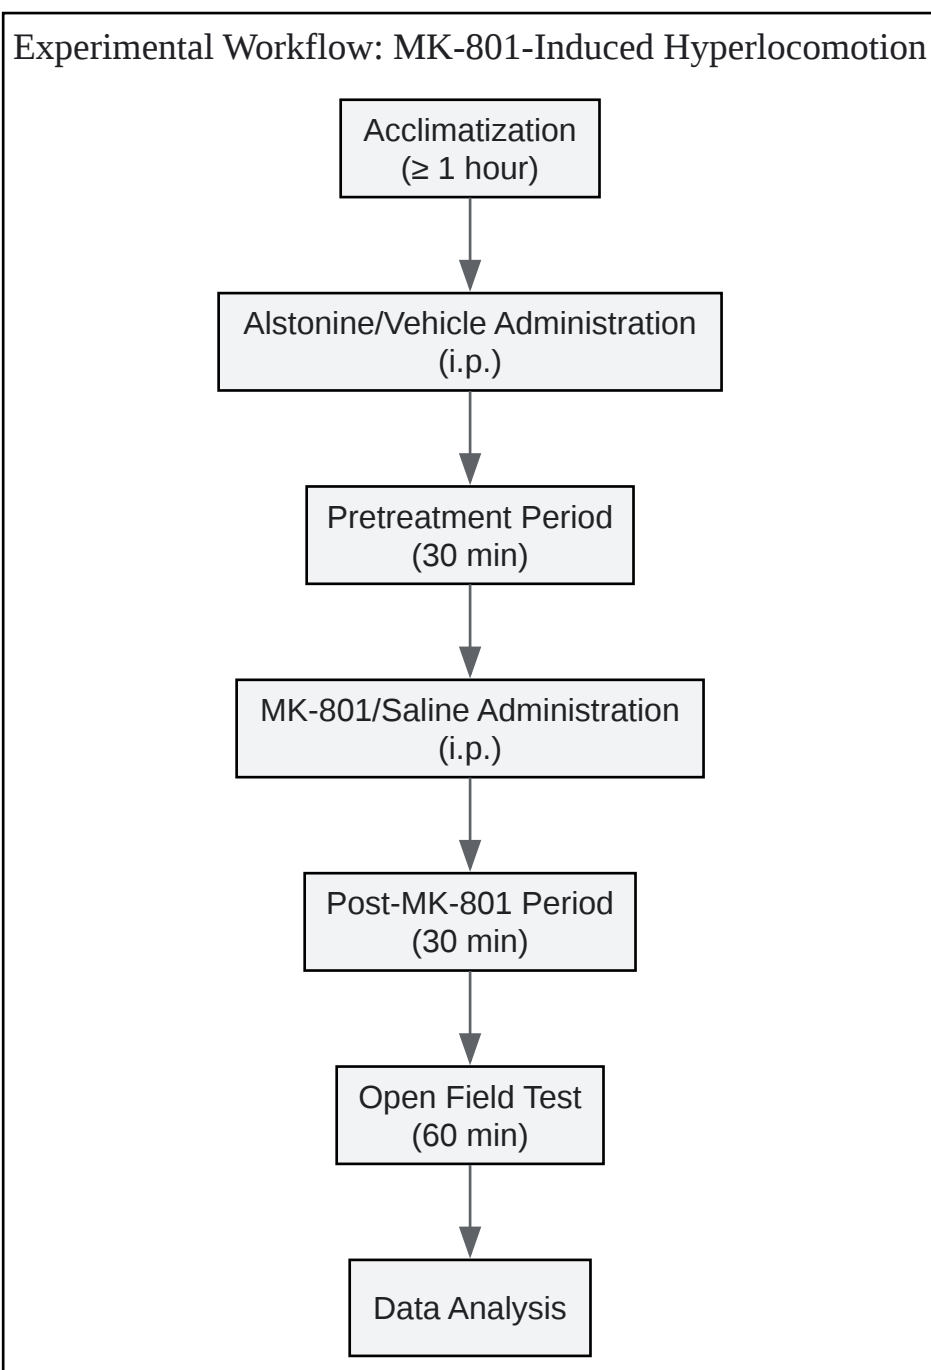 Experimental Workflow: MK-801-Induced Hyperlocomotion
Acclimatization
(≥ 1 hour)
Alstonine/Vehicle Administration
(i.p.)
Pretreatment Period
(30 min)
MK-801/Saline Administration
(i.p.)
Post-MK-801 Period
(30 min)
Open Field Test
(60 min)
Data Analysis